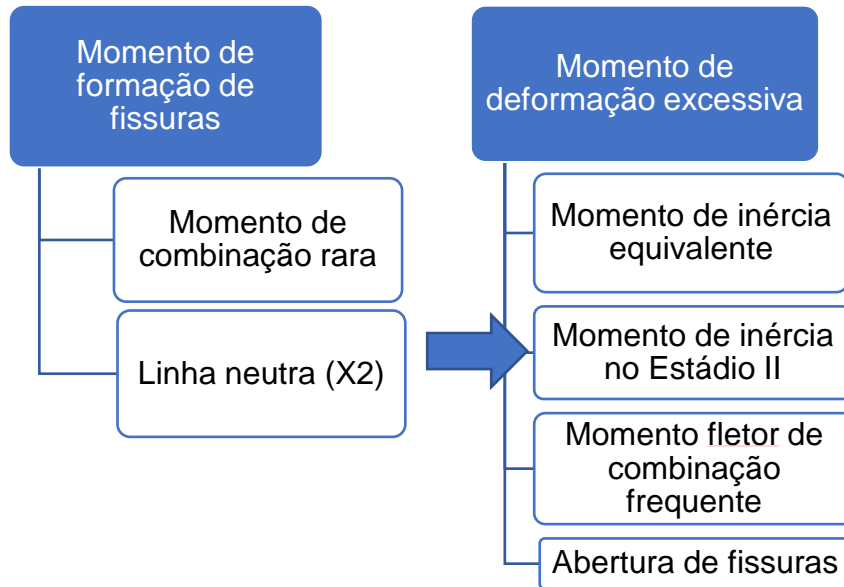 Momento de
formação de
fissuras
Momento de
combinação rara
Linha neutra (X2)
Momento de
deformação excessiva
Momento de inércia
equivalente
Momento de inércia
no Estádio II
Momento fletor de
combinação
frequente
Abertura de fissuras